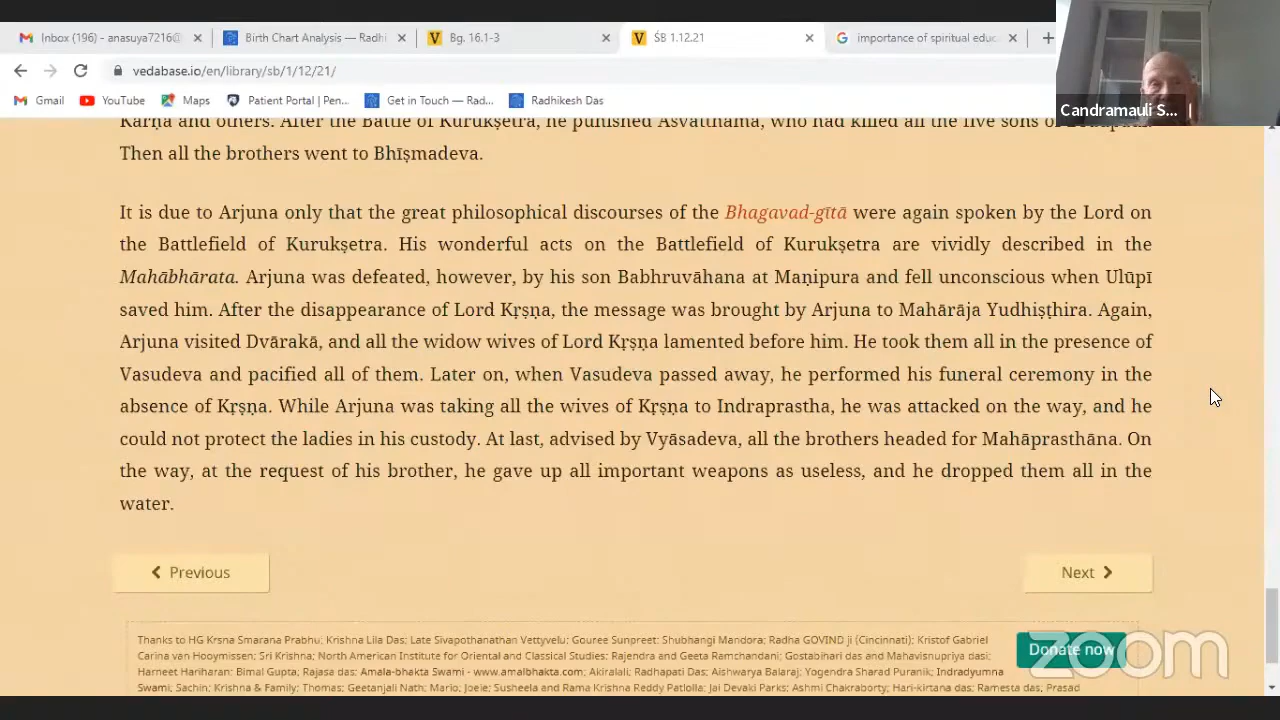 Inbox (196) - anasuya7216@
Birth Chart Analysis — Radhi
Bg. 16.1-3
ŚB 1.12.21
importance of spiritual educ
vedabase.io/en/library/sb/1/12/21/
Gmail
YouTube
Maps
Patient Portal | Pen...
Get in Touch — Rad...
Radhikesh Das
Candramauli S...
Karṇa and others. After the Battle of Kurukṣetra, he punished Aśvatthāmā, who had killed all the five sons of
Then all the brothers went to Bhīṣmadeva.
It is due to Arjuna only that the great philosophical discourses of the Bhagavad-gītā were again spoken by the Lord on
the Battlefield of Kurukṣetra. His wonderful acts on the Battlefield of Kurukṣetra are vividly described in the
Mahābhārata. Arjuna was defeated, however, by his son Babhruvāhana at Maṇipura and fell unconscious when Ulūpī
saved him. After the disappearance of Lord Kṛṣṇa, the message was brought by Arjuna to Mahārāja Yudhiṣṭhira. Again,
Arjuna visited Dvārakā, and all the widow wives of Lord Kṛṣṇa lamented before him. He took them all in the presence of
Vasudeva and pacified all of them. Later on, when Vasudeva passed away, he performed his funeral ceremony in the
absence of Kṛṣṇa. While Arjuna was taking all the wives of Kṛṣṇa to Indraprastha, he was attacked on the way, and he
could not protect the ladies in his custody. At last, advised by Vyāsadeva, all the brothers headed for Mahāprasthāna. On
the way, at the request of his brother, he gave up all important weapons as useless, and he dropped them all in the
water.
Previous
Next
Thanks to HG Krsna Smarana Prabhu; Krishna Lila Das; Late Sivapothanathan Vettyvelu; Gouree Sunpreet; Shubhangi Mandora; Radha GOVIND ji (Cincinnati); Kristof Gabriel
Carina van Hooymissen; Sri Krishna; North American Institute for Oriental and Classical Studies; Rajendra and Geeta Ramchandani; Gostabihari das and Mahavisnupriya dasi;
Harneet Hariharan; Bimal Gupta; Rajasa das; Amala-bhakta Swami - www.amalbhakta.com; Akiralali; Radhapati Das; Aishwarya Balaraj; Yogendra Sharad Puranik; Indradyumna
Swami; Sachin; Krishna & Family; Thomas; Geetanjali Nath; Mario; Joeie; Susheela and Rama Krishna Reddy Patlolla; Jai Devaki Parks; Ashmi Chakraborty; Hari-kirtana das; Ramesta das; Prasad
Donate now
zoom